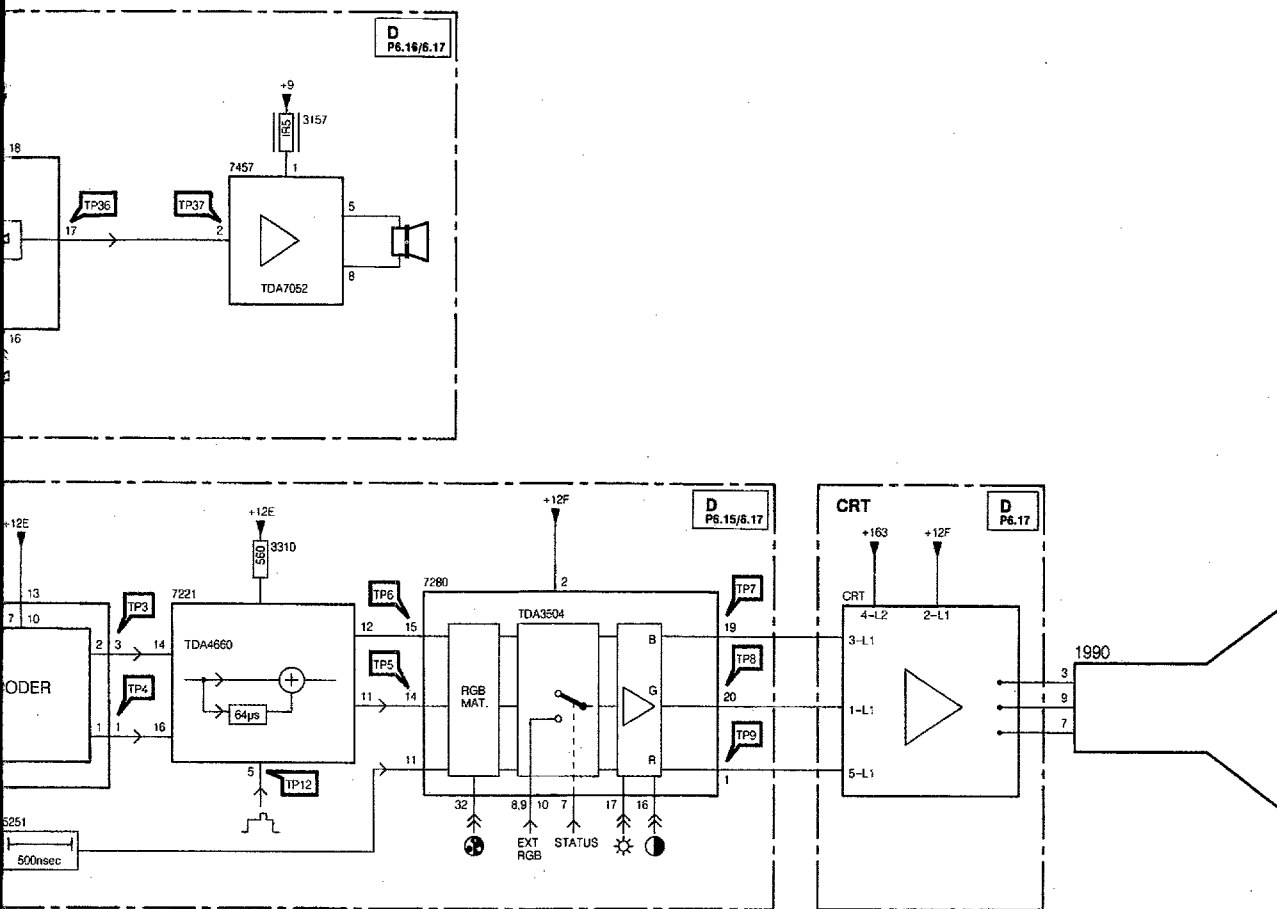 D
P6.16/6.17
+9
1R5
3157
18
7457
1
TP36
TP37
17
2
5
8
TDA7052
16
D
P6.15/6.17
CRT
D
P6.17
+12E
+12E
+12F
+163
+12F
560
3310
13
7 10
TP3
7221
TP6
7280
2
TP7
CRT
4-L2
2-L1
TDA3504
2
3
14
TDA4660
12
15
B
19
3-L1
1990
ODER
TP4
TP5
TP8
3
64µs
11
14
RGB
MAT.
G
20
1-L1
9
7
1
1
16
TP9
R
5
TP12
11
1
5-L1
32
8,9
10
7
17
16
5251
500nsec
EXT
RGB
STATUS